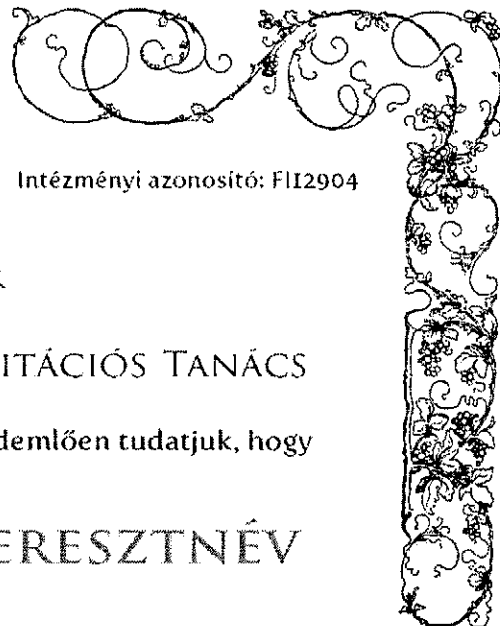 Intézményi azonosító: FI12904
ITÁCIÓS TANÁCS
demlően tudatjuk, hogy
ERESZTNÉV